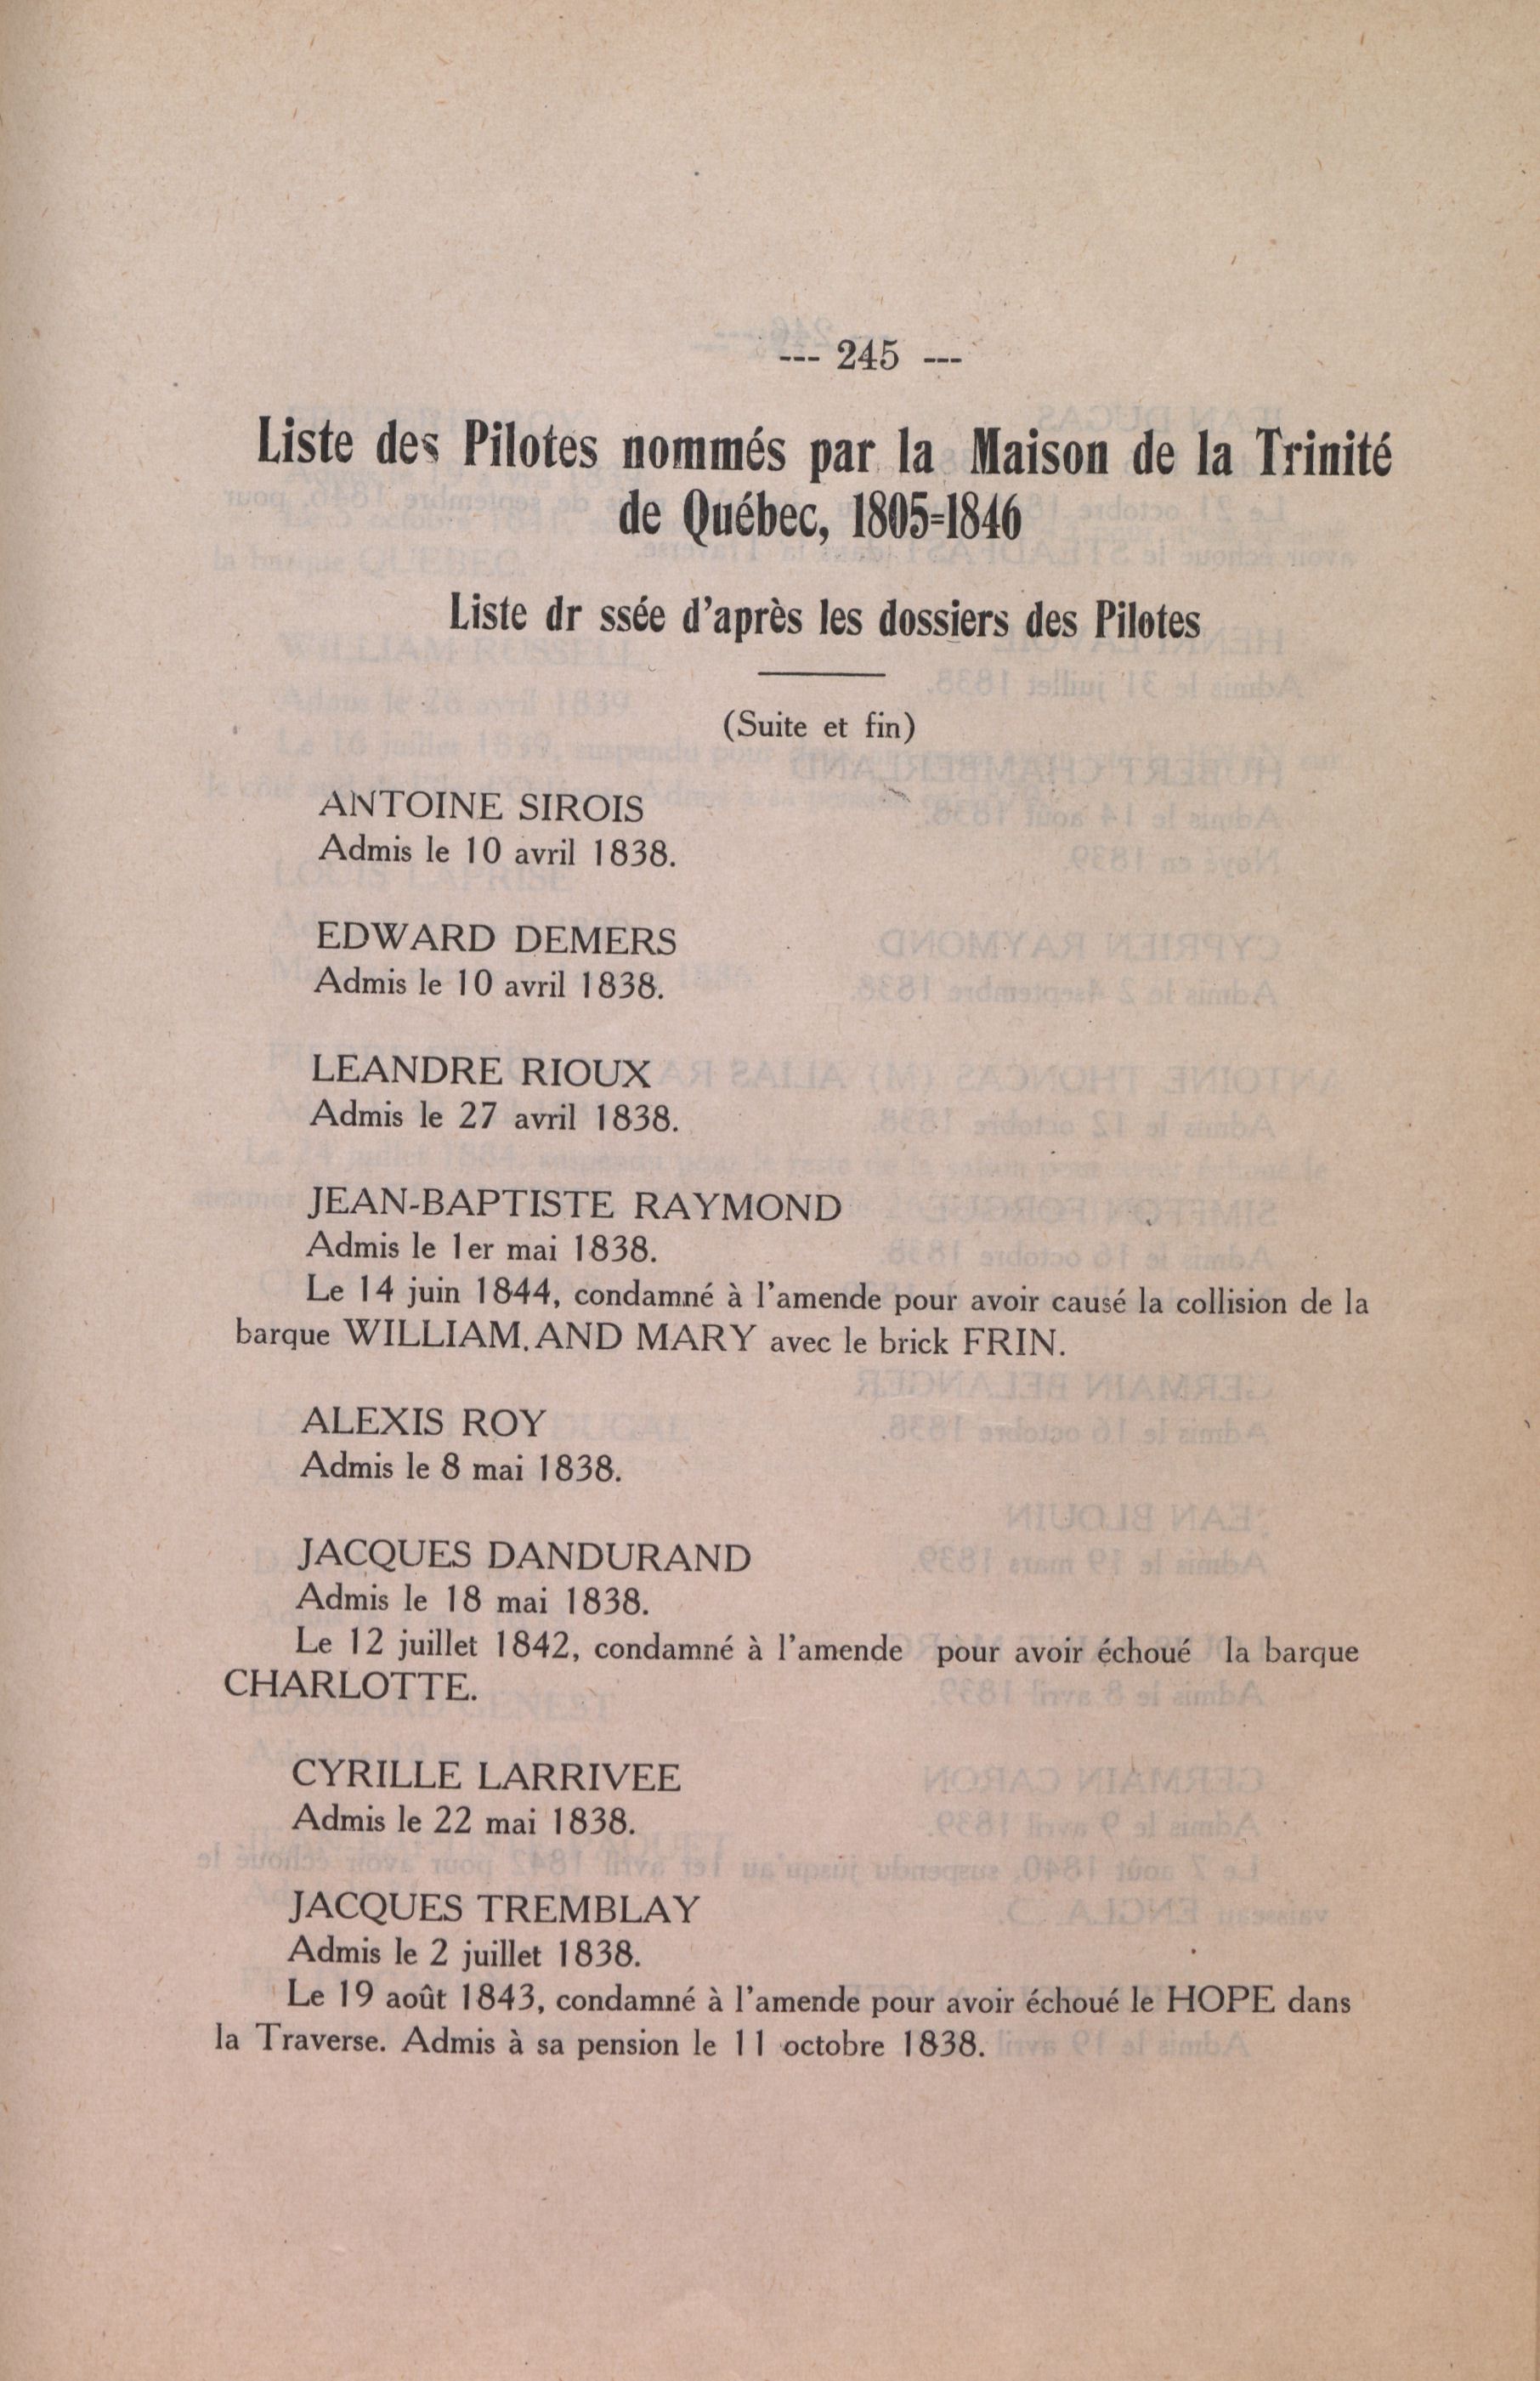 --- 245 ---
Liste des Pilotes nommés par la Maison de la Trinité
de Québec, 1805-1846
Liste dr ssée d'après les dossiers des Pilotes
(Suite et fin)
ANTOINE SIROIS
Admis le 10 avril 1838.
EDWARD DEMERS
Admis le 10 avril 1838.
LEANDRE RIOUX
Admis le 27 avril 1838.
JEAN-BAPTISTE RAYMOND
Admis le 1er mai 1838.
Le 14 juin 1844, condamné à l'amende pour avoir causé la collision de la
barque WILLIAM AND MARY avec le brick FRIN.
ALEXIS ROY
Admis le 8 mai 1838.
JACQUES DANDURAND
Admis le 18 mai 1838.
Le 12 juillet 1842, condamné à l'amende pour avoir échoué la barque
CHARLOTTE.
CYRILLE LARRIVEE
Admis le 22 mai 1838.
JACQUES TREMBLAY
Admis le 2 juillet 1838.
Le 19 août 1843, condamné à l'amende pour avoir échoué le HOPE dans
la Traverse. Admis à sa pension le 11 octobre 1838.